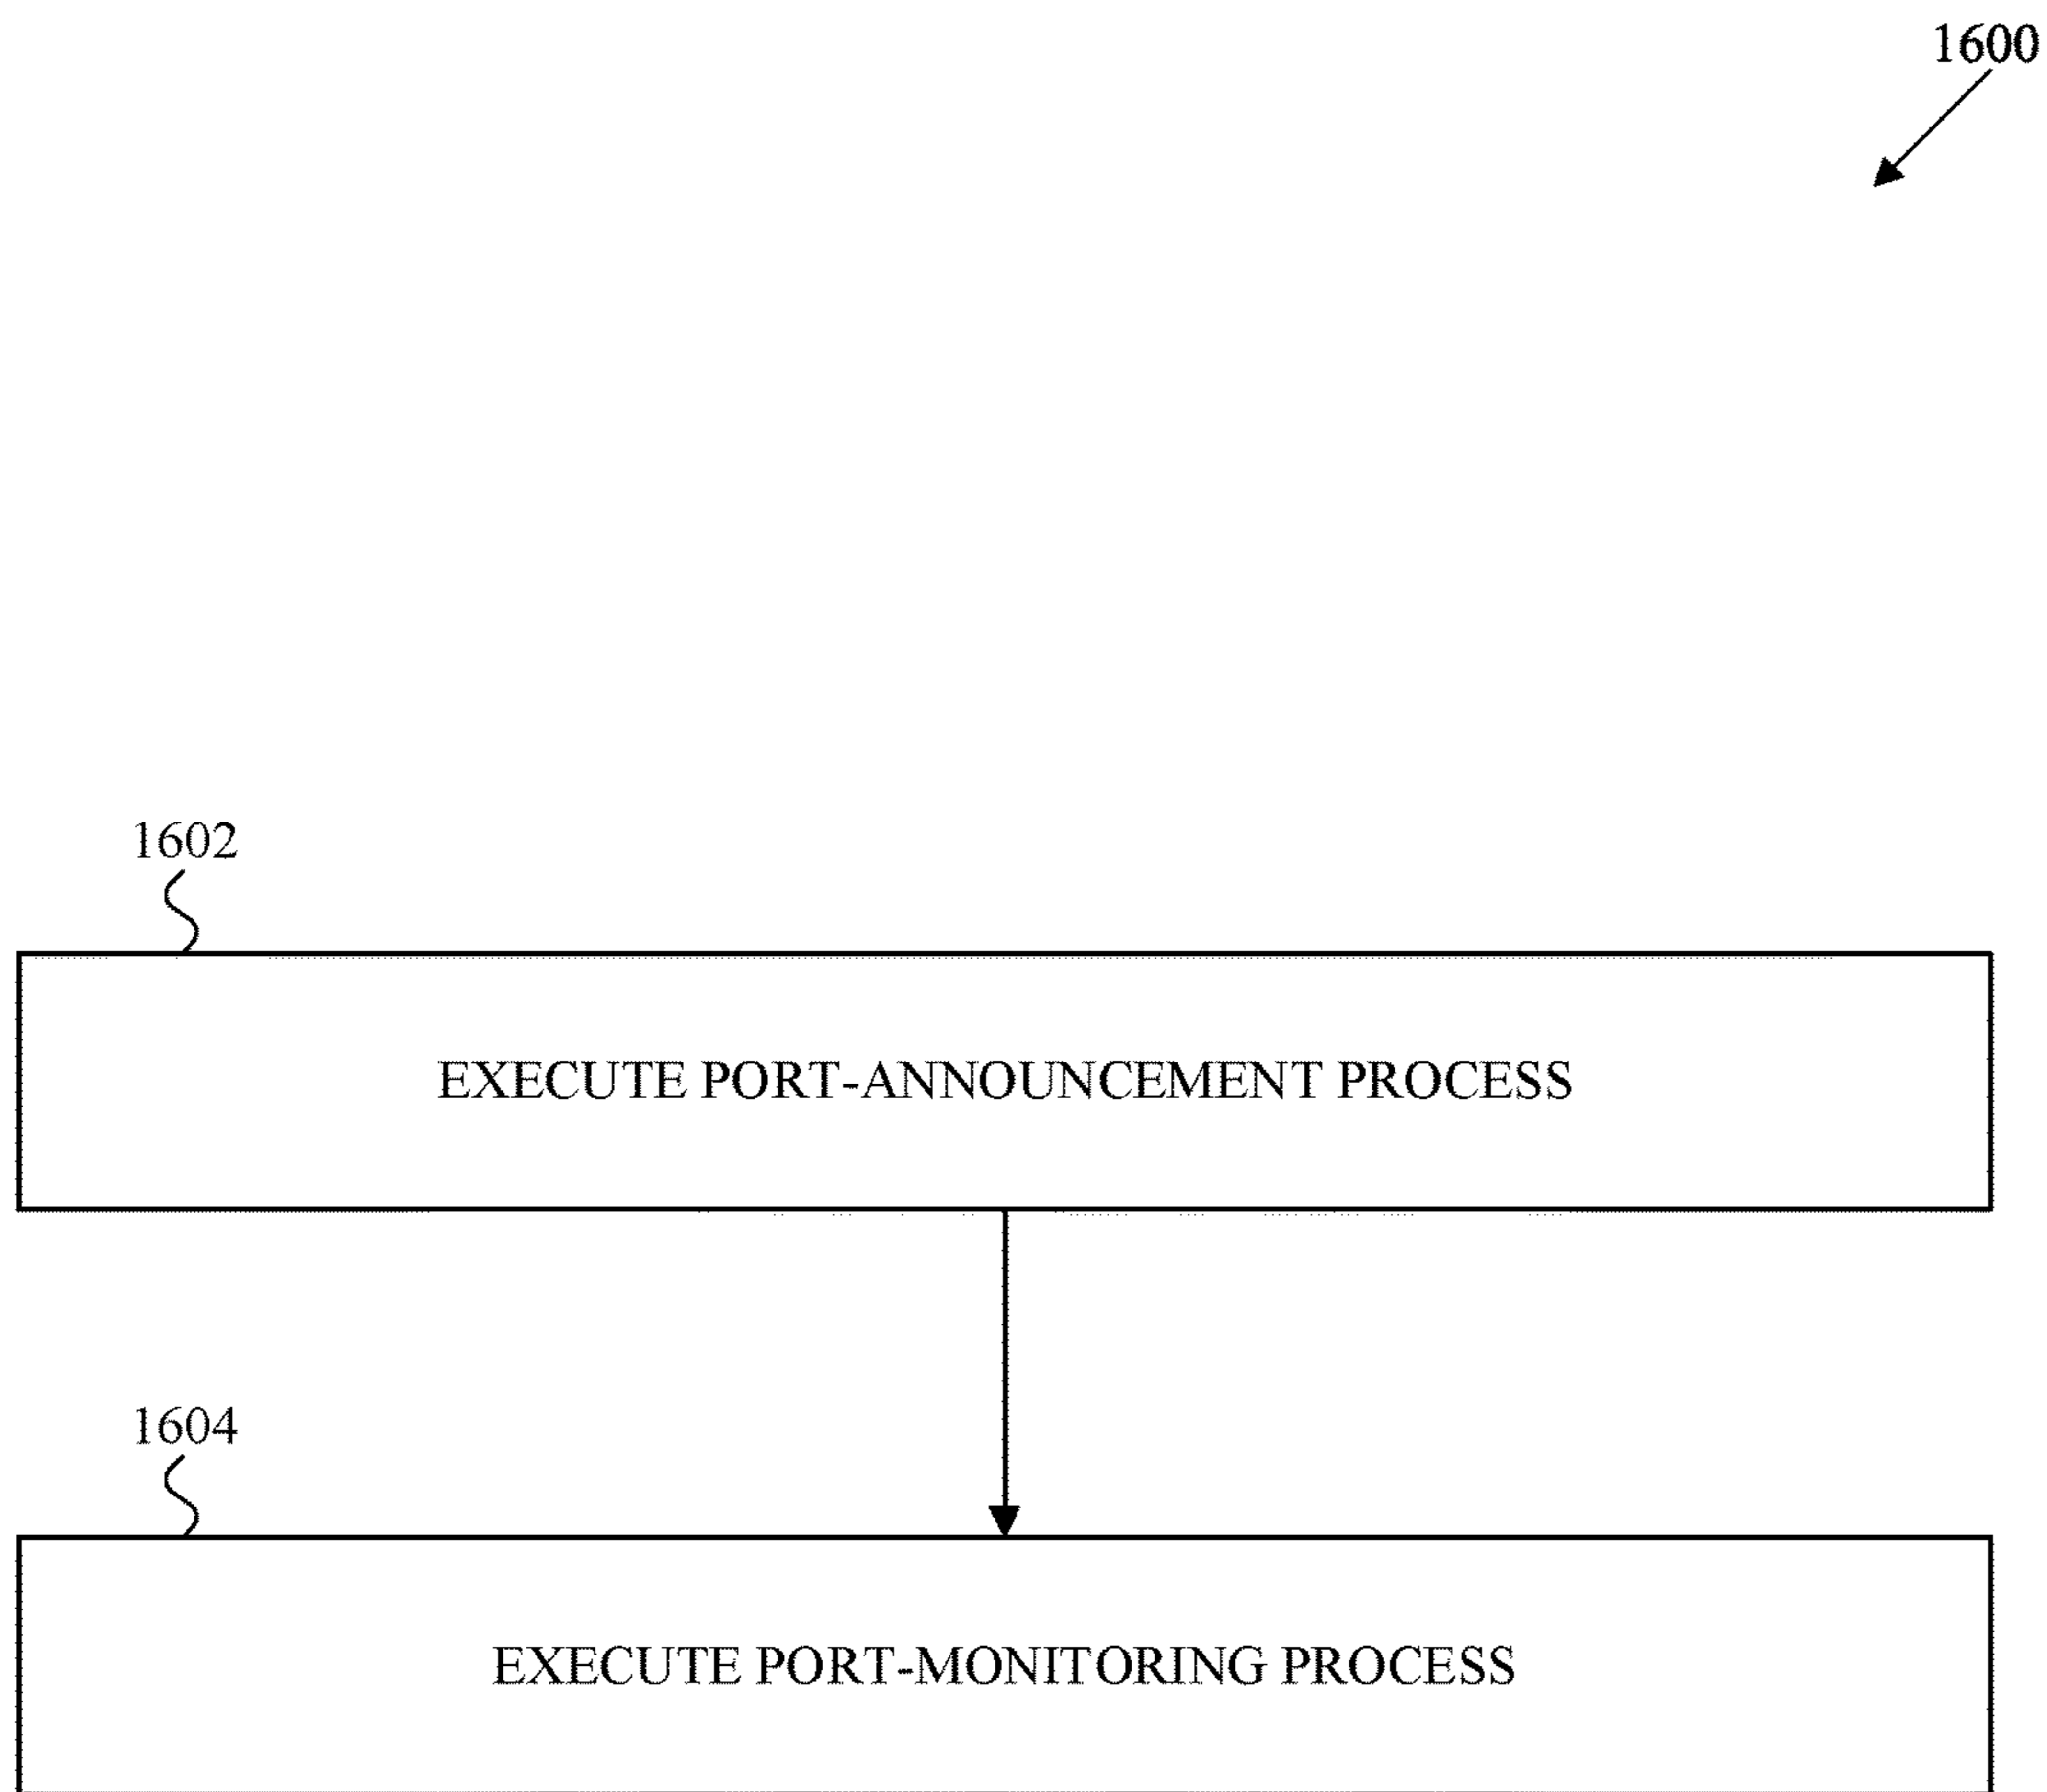 1600
1602
EXECUTE PORT-ANNOUNCEMENT PROCESS
1604
EXECUTE PORT-MONITORING PROCESS